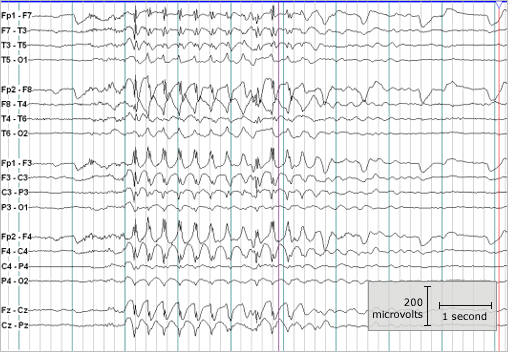 Fp1 - F7
F7 - T3
T3 - T5
T5 - O1
Fp2 - F8
F8 - T4
T4 - T6
T6 - O2
Fp1 - F3
F3 - C3
C3 - P3
P3 - O1
Fp2 - F4
F4 - C4
C4 - P4
P4 - O2
Fz - Cz
Cz - Pz
200
microvolts
1 second